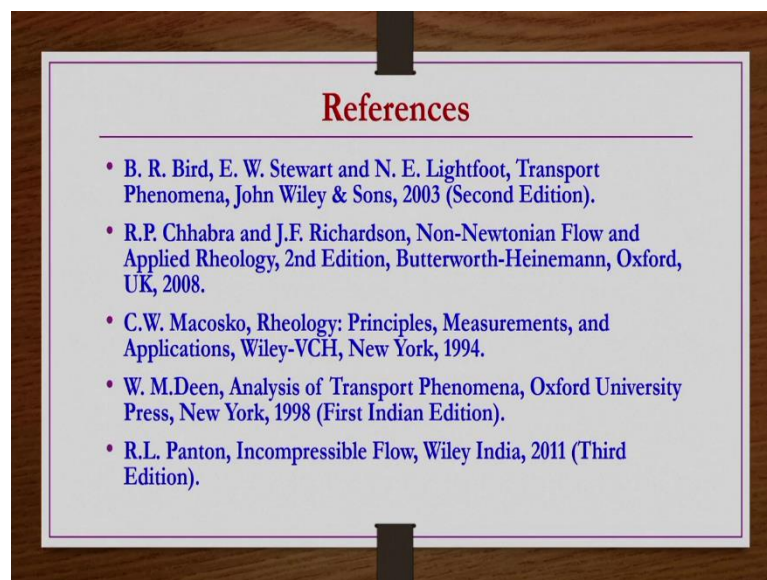 References
• B. R. Bird, E. W. Stewart and N. E. Lightfoot, Transport
Phenomena, John Wiley & Sons, 2003 (Second Edition).
• R.P. Chhabra and J.F. Richardson, Non-Newtonian Flow and
Applied Rheology, 2nd Edition, Butterworth-Heinemann, Oxford,
UK, 2008.
• C.W. Macosko, Rheology: Principles, Measurements, and
Applications, Wiley-VCH, New York, 1994.
• W. M.Deen, Analysis of Transport Phenomena, Oxford University
Press, New York, 1998 (First Indian Edition).
• R.L. Panton, Incompressible Flow, Wiley India, 2011 (Third
Edition).